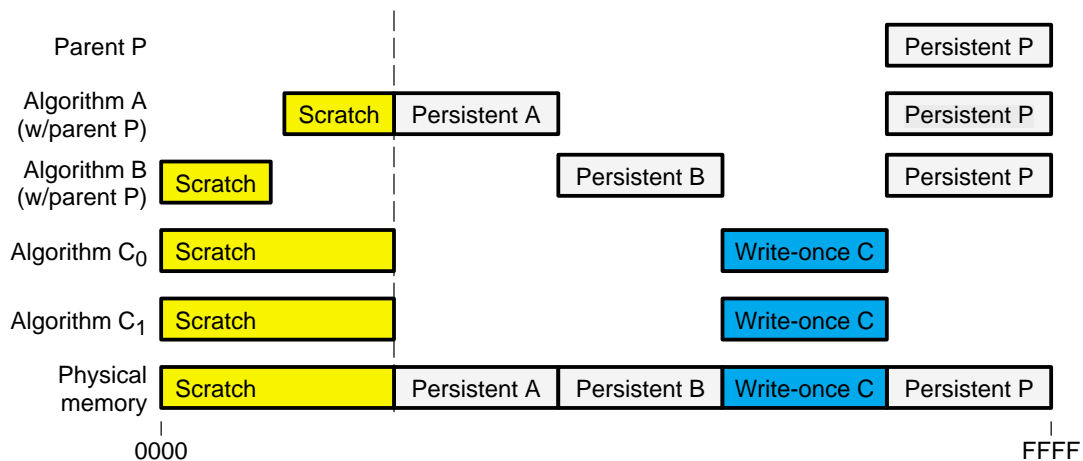 Parent P
Persistent P
Algorithm A
(w/parent P)
Scratch
Persistent A
Persistent P
Algorithm B
(w/parent P)
Scratch
Persistent B
Persistent P
Algorithm C0
Scratch
Write-once C
Algorithm C1
Scratch
Write-once C
Physical
memory
Scratch
Persistent A
Persistent B
Write-once C
Persistent P
0000
FFFF